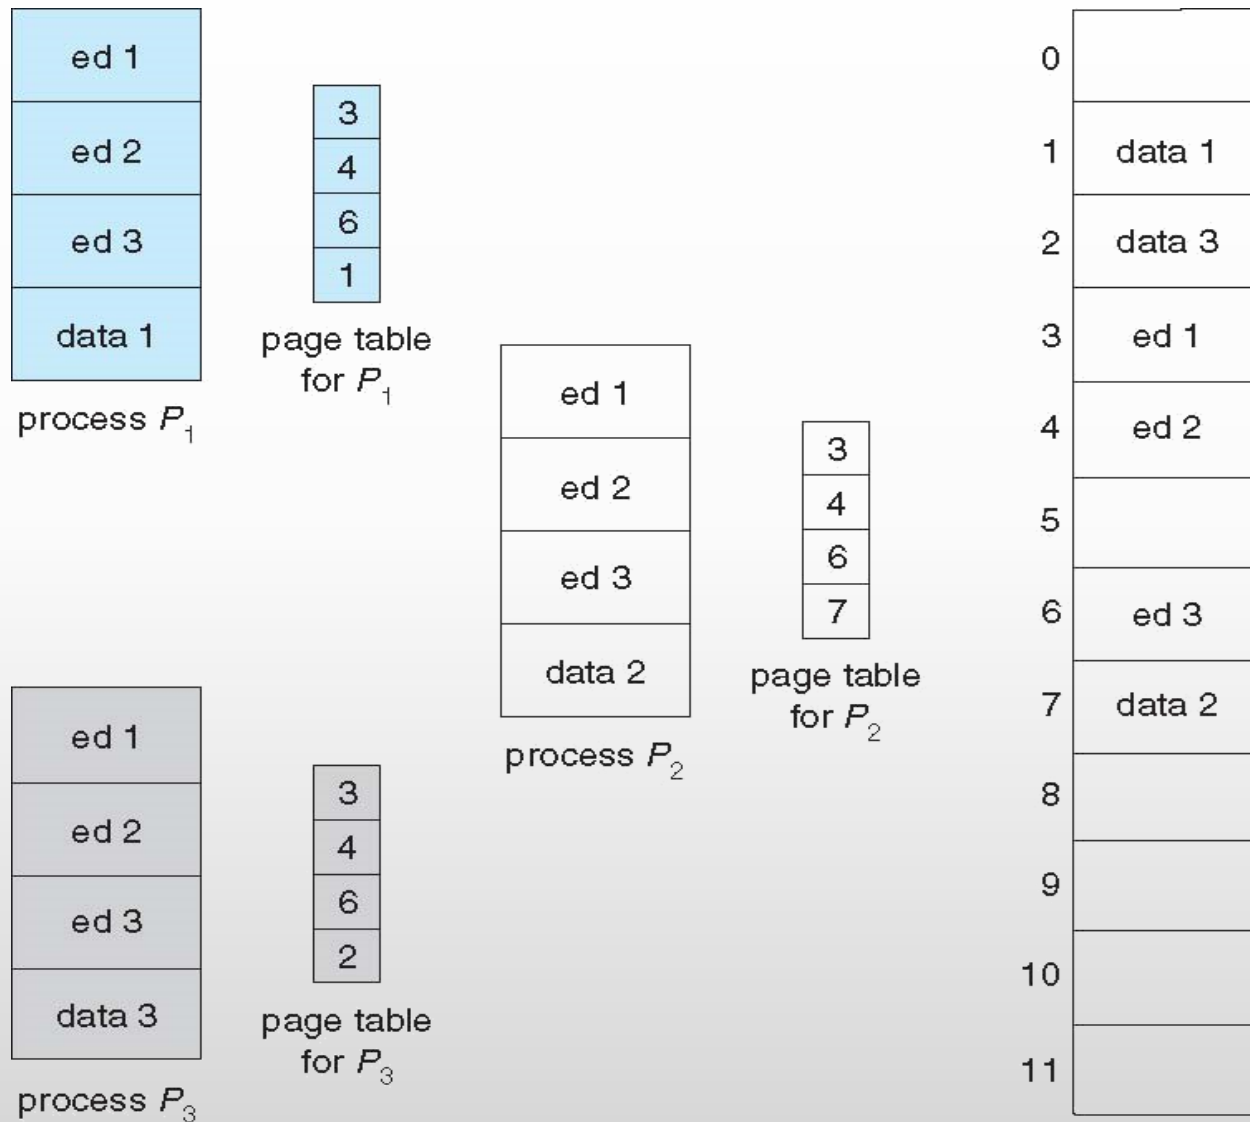 ed 1
ed 2
ed 3
data 1
process P1
3
4
6
1
page table
for P1
ed 1
ed 2
ed 3
data 2
process P2
3
4
6
7
page table
for P2
ed 1
ed 2
ed 3
data 3
process P3
3
4
6
2
page table
for P3
0
1 data 1
2 data 3
3 ed 1
4 ed 2
5
6 ed 3
7 data 2
8
9
10
11